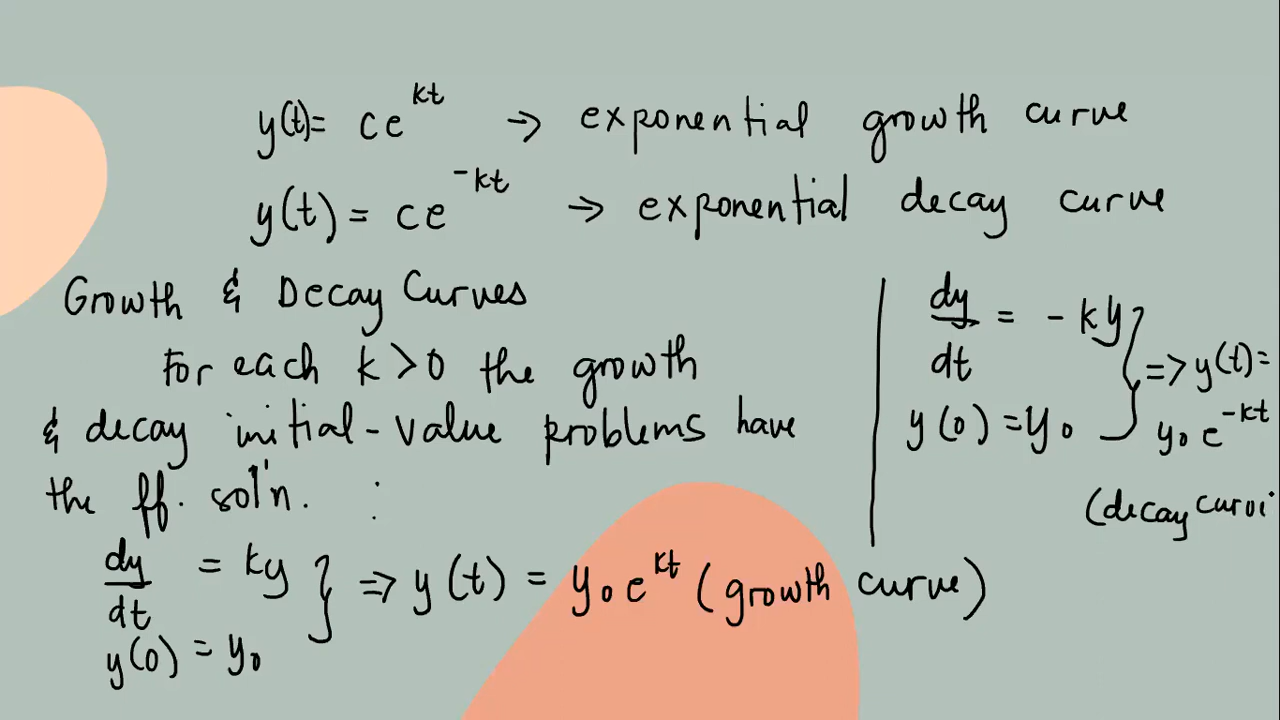 y(t)= ce^kt → exponential growth curve
y(t) = ce^-kt → exponential decay curve
Growth & Decay Curves
For each k>0 the growth
& decay initial-value problems have
the ff. sol'n. :
dy/dt = ky } ⇒ y(t) = y₀e^kt (growth curve)
y(0) = y₀
dy/dt = -ky } ⇒ y(t)=
y(0) = y₀ y₀e^-kt
(decay